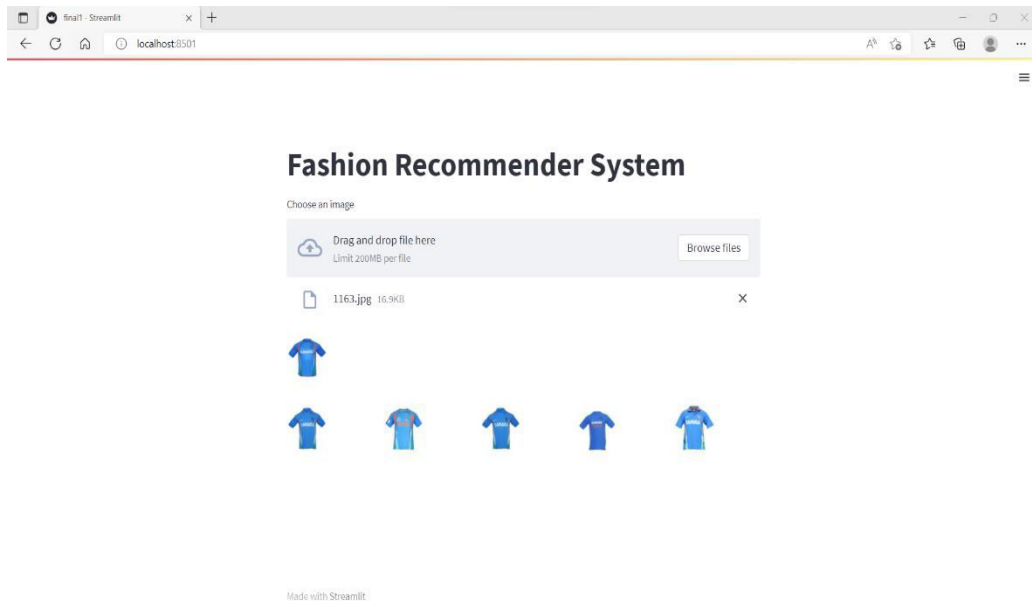 final1 · Streamlit
localhost:8501
Fashion Recommender System
Choose an image
Drag and drop file here
Limit 200MB per file
Browse files
1163.jpg 16.9KB
Made with Streamlit